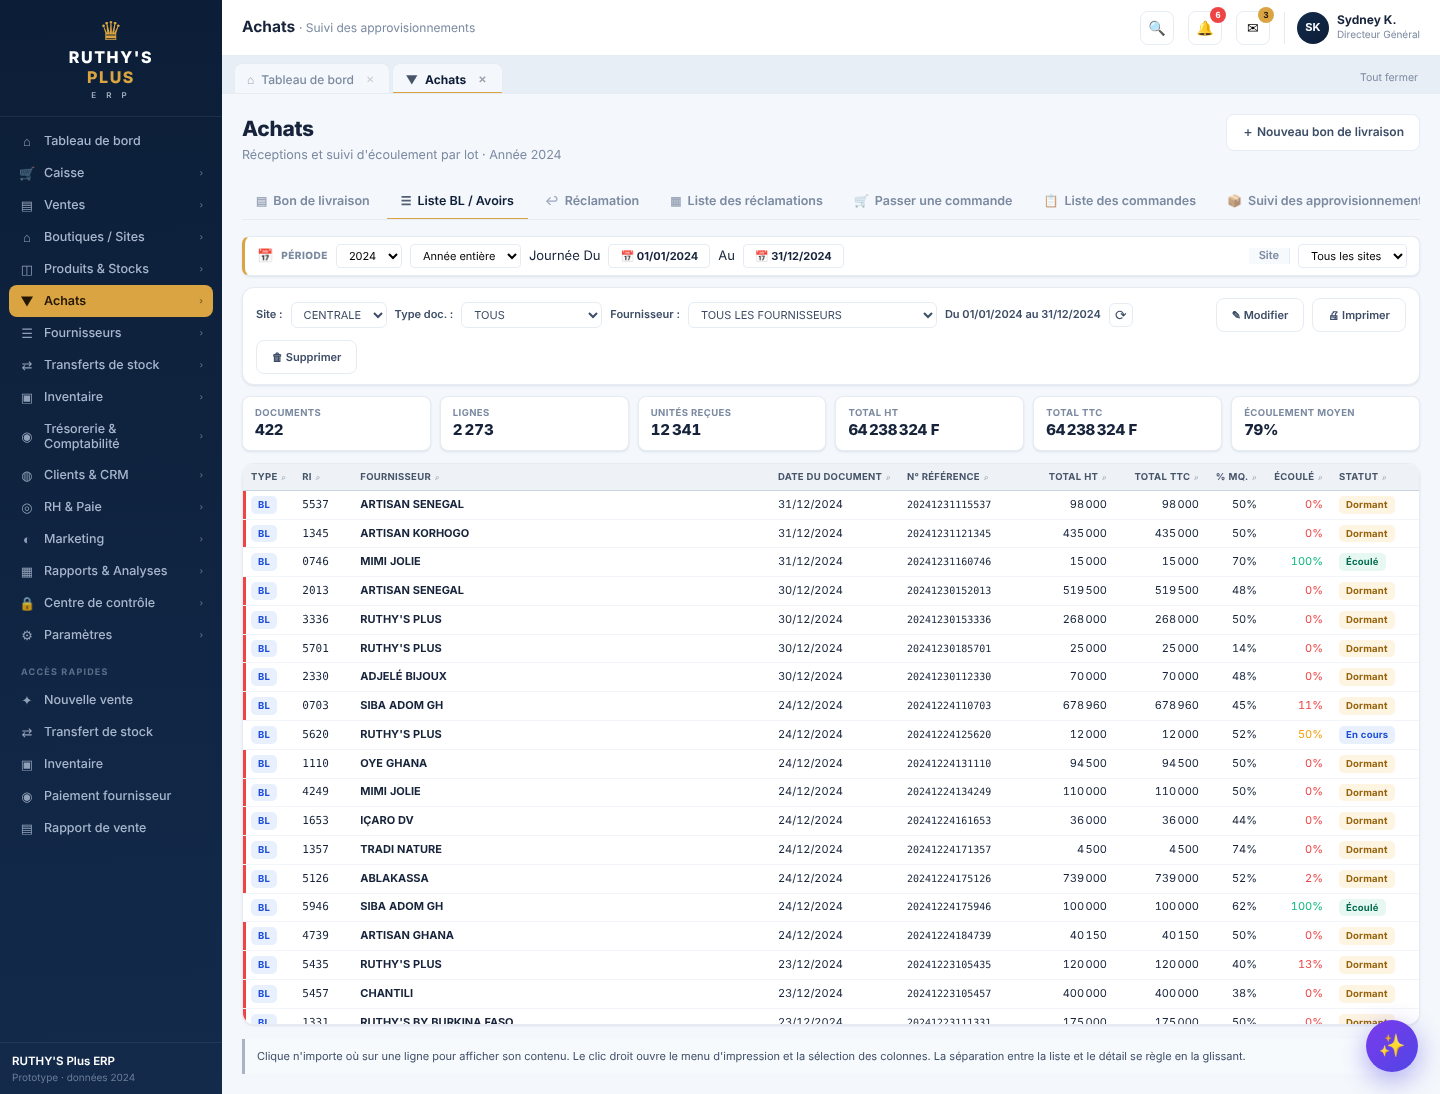 RUTHY'S
PLUS
ERP
Tableau de bord
Caisse
Ventes
Boutiques / Sites
Produits & Stocks
Achats
Fournisseurs
Transferts de stock
Inventaire
Trésorerie &
Comptabilité
Clients & CRM
RH & Paie
Marketing
Rapports & Analyses
Centre de contrôle
Paramètres
ACCÈS RAPIDES
Nouvelle vente
Transfert de stock
Inventaire
Paiement fournisseur
Rapport de vente
RUTHY'S Plus ERP
Prototype · données 2024
Achats · Suivi des approvisionnements
6
3
SK
Sydney K.
Directeur Général
Tableau de bord ×
Achats ×
Tout fermer
Achats
Réceptions et suivi d'écoulement par lot · Année 2024
+ Nouveau bon de livraison
Bon de livraison
Liste BL / Avoirs
Réclamation
Liste des réclamations
Passer une commande
Liste des commandes
Suivi des approvisionnement
PÉRIODE 2024 Année entière Journée Du 01/01/2024 Au 31/12/2024 Site Tous les sites
Site : CENTRALE Type doc. : TOUS Fournisseur : TOUS LES FOURNISSEURS Du 01/01/2024 au 31/12/2024 Modifier Imprimer
Supprimer
DOCUMENTS
422
LIGNES
2 273
UNITÉS REÇUES
12 341
TOTAL HT
64 238 324 F
TOTAL TTC
64 238 324 F
ÉCOULEMENT MOYEN
79%
TYPE RI FOURNISSEUR DATE DU DOCUMENT N° RÉFÉRENCE TOTAL HT TOTAL TTC % MQ. ÉCOULÉ STATUT
BL 5537 ARTISAN SENEGAL 31/12/2024 20241231115537 98 000 98 000 50% 0% Dormant
BL 1345 ARTISAN KORHOGO 31/12/2024 20241231121345 435 000 435 000 50% 0% Dormant
BL 0746 MIMI JOLIE 31/12/2024 20241231160746 15 000 15 000 70% 100% Écoulé
BL 2013 ARTISAN SENEGAL 30/12/2024 20241230152013 519 500 519 500 48% 0% Dormant
BL 3336 RUTHY'S PLUS 30/12/2024 20241230153336 268 000 268 000 50% 0% Dormant
BL 5701 RUTHY'S PLUS 30/12/2024 20241230185701 25 000 25 000 14% 0% Dormant
BL 2330 ADJELÉ BIJOUX 30/12/2024 20241230112330 70 000 70 000 48% 0% Dormant
BL 0703 SIBA ADOM GH 24/12/2024 20241224110703 678 960 678 960 45% 11% Dormant
BL 5620 RUTHY'S PLUS 24/12/2024 20241224125620 12 000 12 000 52% 50% En cours
BL 1110 OYE GHANA 24/12/2024 20241224131110 94 500 94 500 50% 0% Dormant
BL 4249 MIMI JOLIE 24/12/2024 20241224134249 110 000 110 000 50% 0% Dormant
BL 1653 IÇARO DV 24/12/2024 20241224161653 36 000 36 000 44% 0% Dormant
BL 1357 TRADI NATURE 24/12/2024 20241224171357 4 500 4 500 74% 0% Dormant
BL 5126 ABLAKASSA 24/12/2024 20241224175126 739 000 739 000 52% 2% Dormant
BL 5946 SIBA ADOM GH 24/12/2024 20241224175946 100 000 100 000 62% 100% Écoulé
BL 4739 ARTISAN GHANA 24/12/2024 20241224184739 40 150 40 150 50% 0% Dormant
BL 5435 RUTHY'S PLUS 23/12/2024 20241223105435 120 000 120 000 40% 13% Dormant
BL 5457 CHANTILI 23/12/2024 20241223105457 400 000 400 000 38% 0% Dormant
BL 1331 RUTHY'S BY BURKINA FASO 23/12/2024 20241223111331 175 000 175 000 50% 0% Dormant
Clique n'importe où sur une ligne pour afficher son contenu. Le clic droit ouvre le menu d'impression et la sélection des colonnes. La séparation entre la liste et le détail se règle en la glissant.